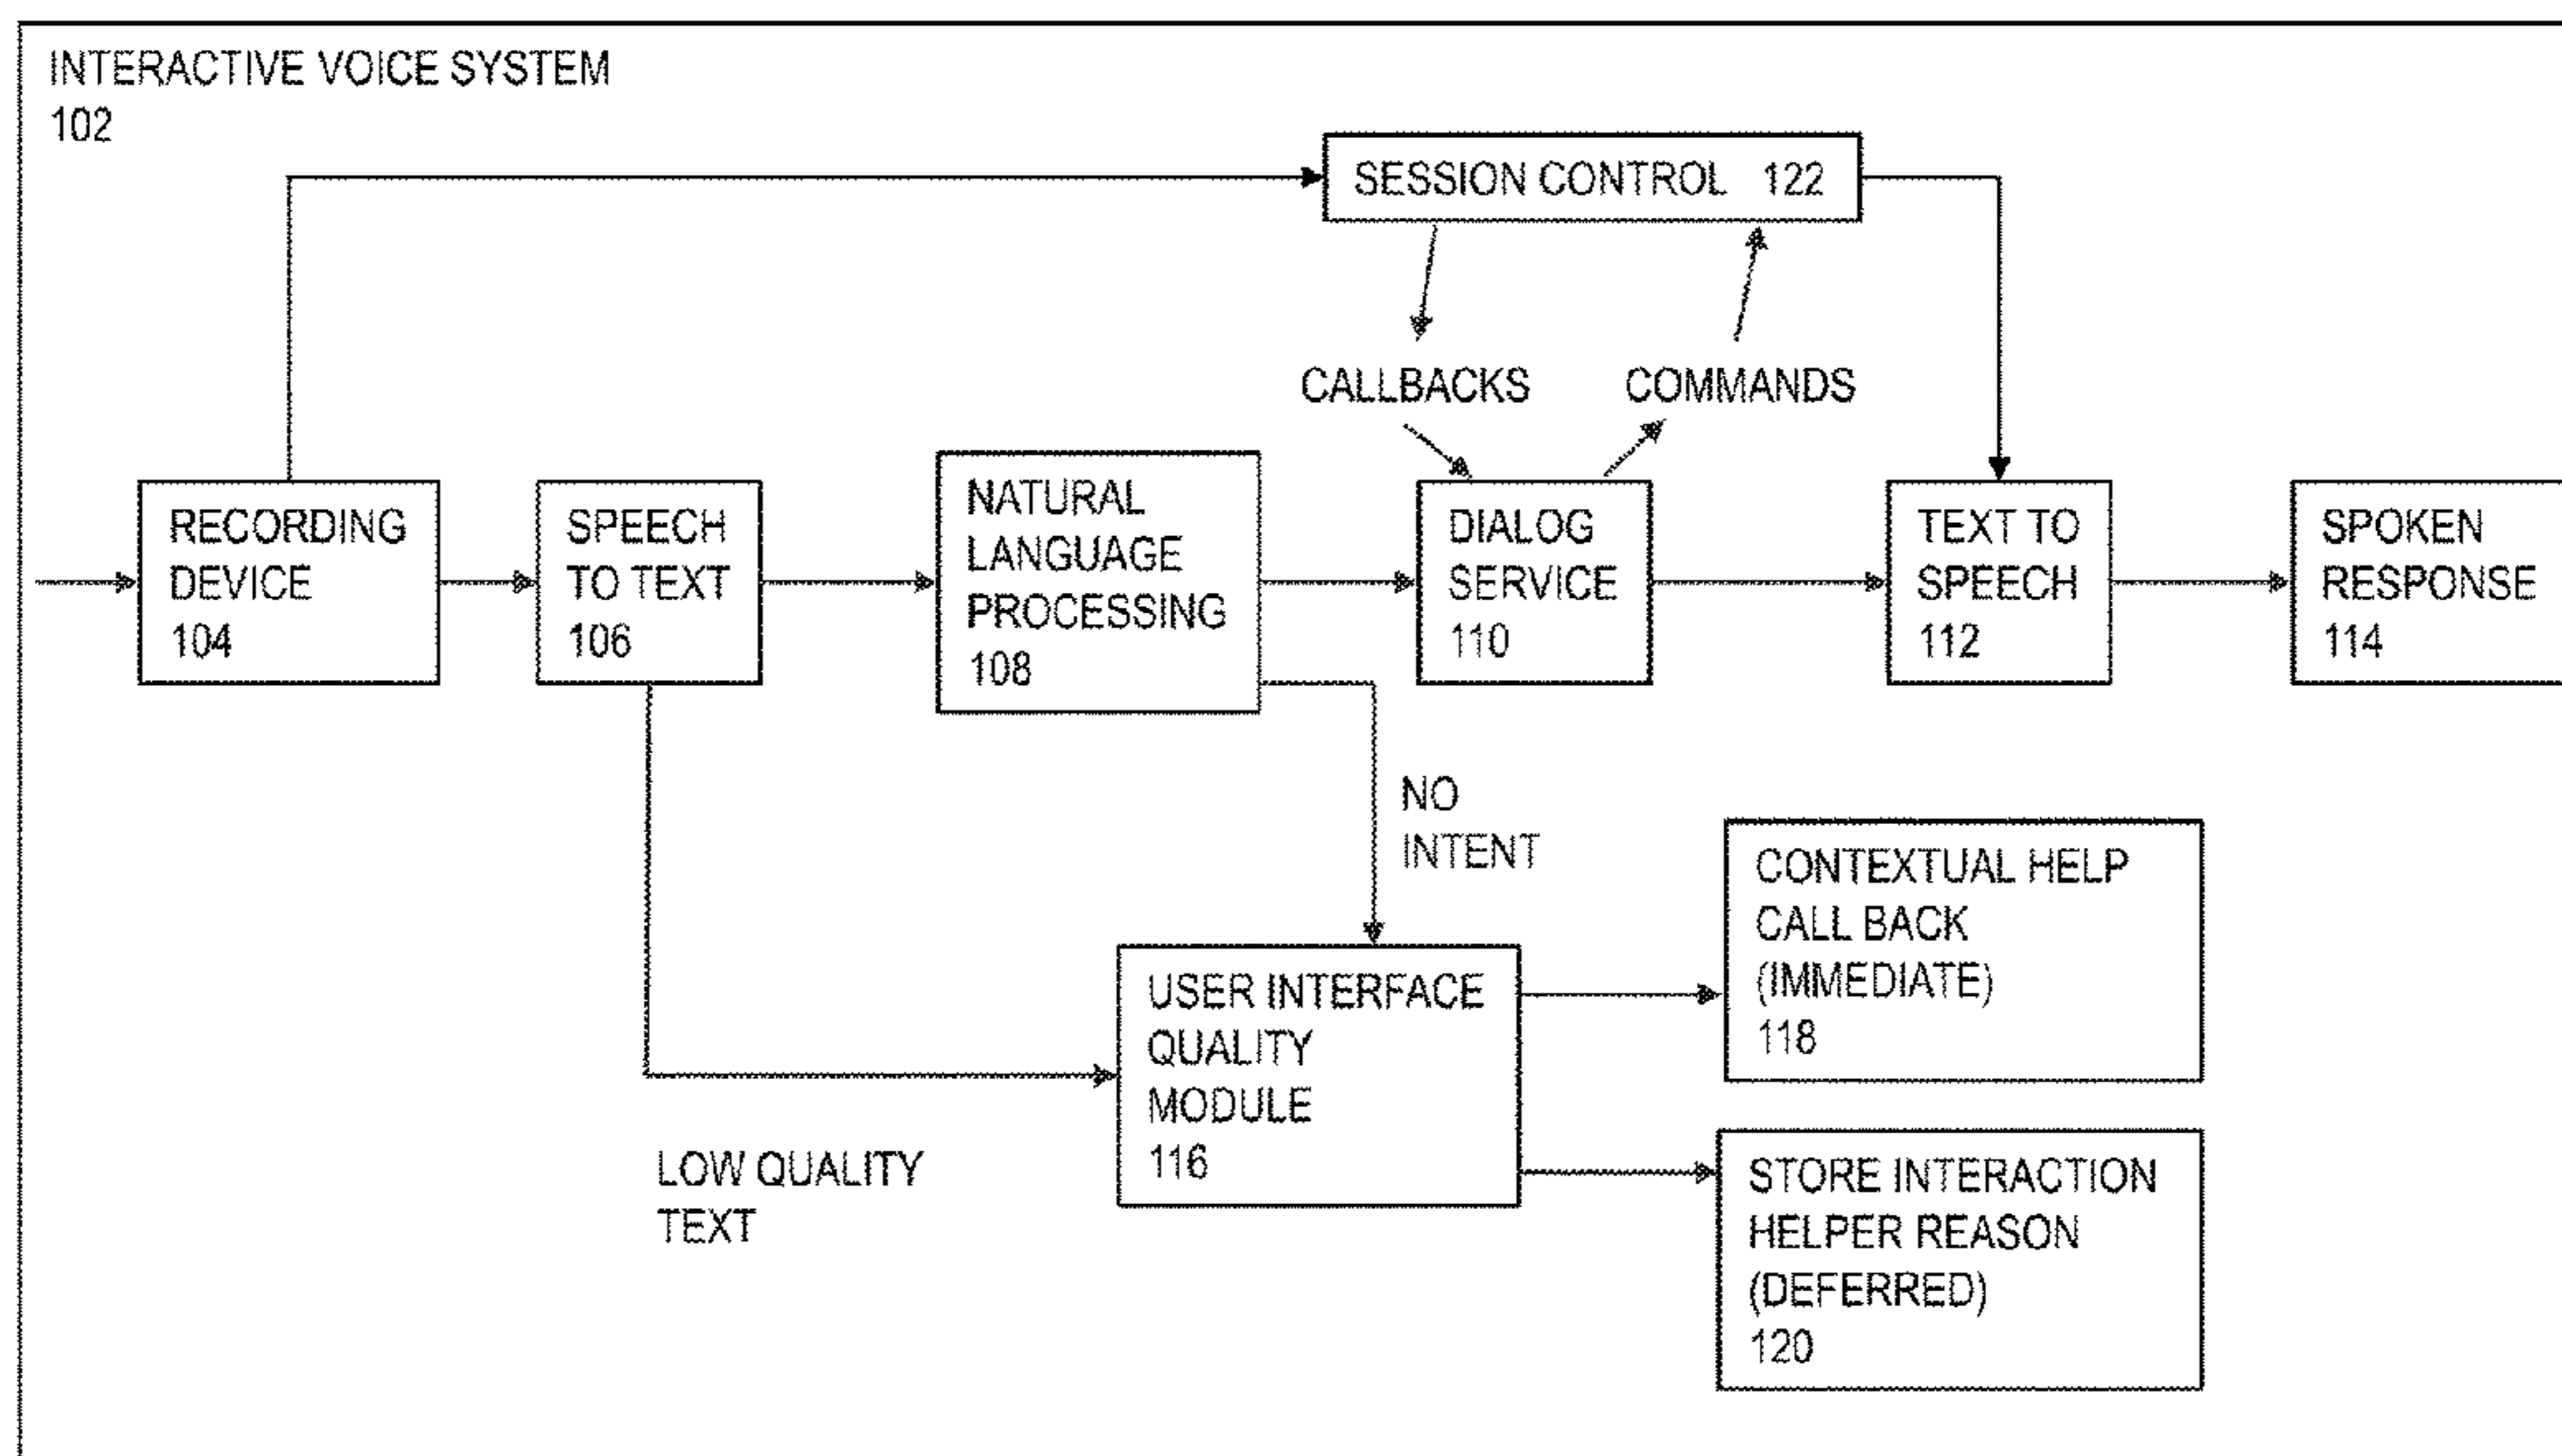 INTERACTIVE VOICE SYSTEM
102
SESSION CONTROL 122
CALLBACKS
COMMANDS
RECORDING
DEVICE
104
SPEECH
TO TEXT
106
NATURAL
LANGUAGE
PROCESSING
108
DIALOG
SERVICE
110
TEXT TO
SPEECH
112
SPOKEN
RESPONSE
114
NO
INTENT
LOW QUALITY
TEXT
USER INTERFACE
QUALITY
MODULE
116
CONTEXTUAL HELP
CALL BACK
(IMMEDIATE)
118
STORE INTERACTION
HELPER REASON
(DEFERRED)
120